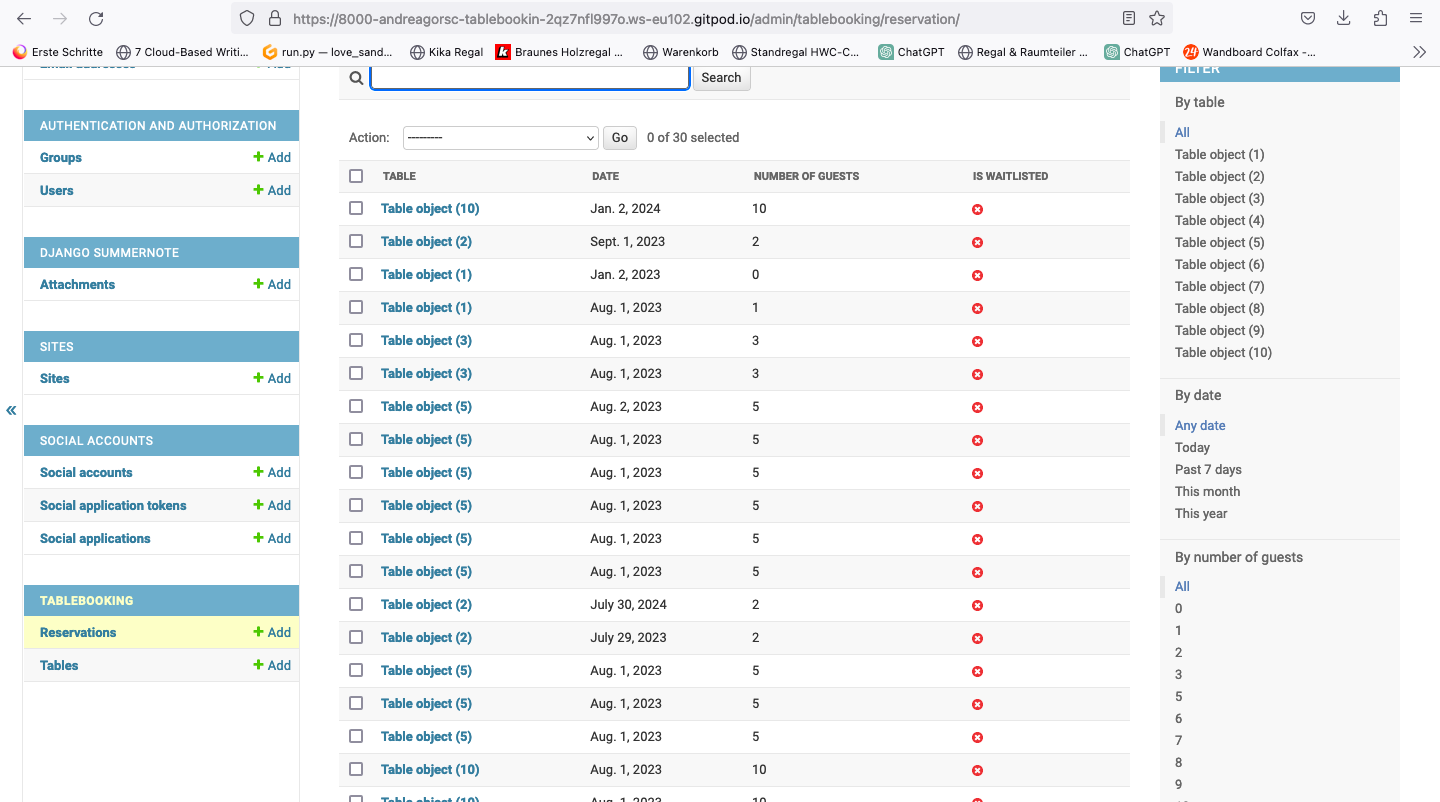 https://8000-andreagorsc-tablebookin-2qz7nfl997o.ws-eu102.gitpod.io/admin/tablebooking/reservation/
Erste Schritte 7 Cloud-Based Writi... run.py — love_sand... Kika Regal Braunes Holzregal ... Warenkorb Standregal HWC-C... ChatGPT Regal & Raumteiler ... ChatGPT Wandboard Colfax -...
Email addresses Add
AUTHENTICATION AND AUTHORIZATION
Groups Add
Users Add
DJANGO SUMMERNOTE
Attachments Add
SITES
Sites Add
SOCIAL ACCOUNTS
Social accounts Add
Social application tokens Add
Social applications Add
TABLEBOOKING
Reservations Add
Tables Add
Search
Action: --------- Go 0 of 30 selected
TABLE DATE NUMBER OF GUESTS IS WAITLISTED
Table object (10) Jan. 2, 2024 10
Table object (2) Sept. 1, 2023 2
Table object (1) Jan. 2, 2023 0
Table object (1) Aug. 1, 2023 1
Table object (3) Aug. 1, 2023 3
Table object (3) Aug. 1, 2023 3
Table object (5) Aug. 2, 2023 5
Table object (5) Aug. 1, 2023 5
Table object (5) Aug. 1, 2023 5
Table object (5) Aug. 1, 2023 5
Table object (5) Aug. 1, 2023 5
Table object (5) Aug. 1, 2023 5
Table object (2) July 30, 2024 2
Table object (2) July 29, 2023 2
Table object (5) Aug. 1, 2023 5
Table object (5) Aug. 1, 2023 5
Table object (5) Aug. 1, 2023 5
Table object (10) Aug. 1, 2023 10
Table object (10) Aug. 1, 2023 10
FILTER
By table
All
Table object (1)
Table object (2)
Table object (3)
Table object (4)
Table object (5)
Table object (6)
Table object (7)
Table object (8)
Table object (9)
Table object (10)
By date
Any date
Today
Past 7 days
This month
This year
By number of guests
All
0
1
2
3
5
6
7
8
9